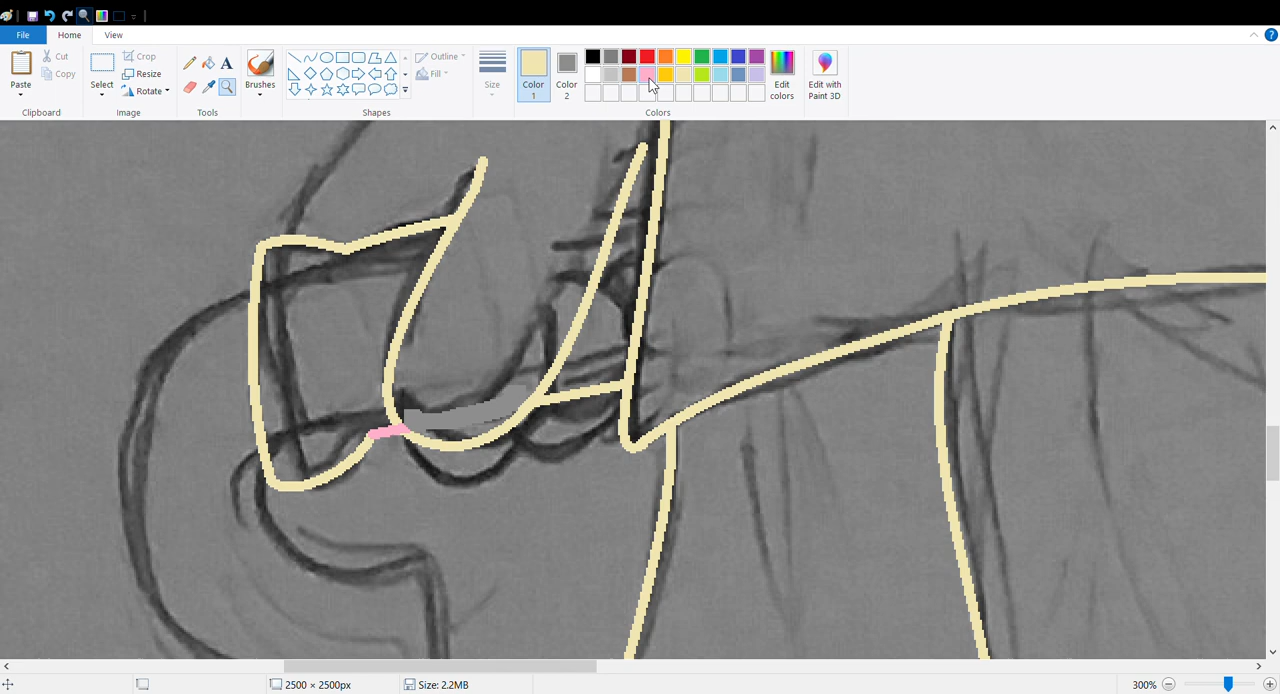 File Home View
Paste
Cut
Copy
Clipboard
Select
Crop
Resize
Rotate
Image
A
Tools
Brushes
Outline
Fill
Shapes
Size
Color
1
Color
2
Edit
colors
Colors
Edit with
Paint 3D
2500 × 2500px
Size: 2.2MB
300%